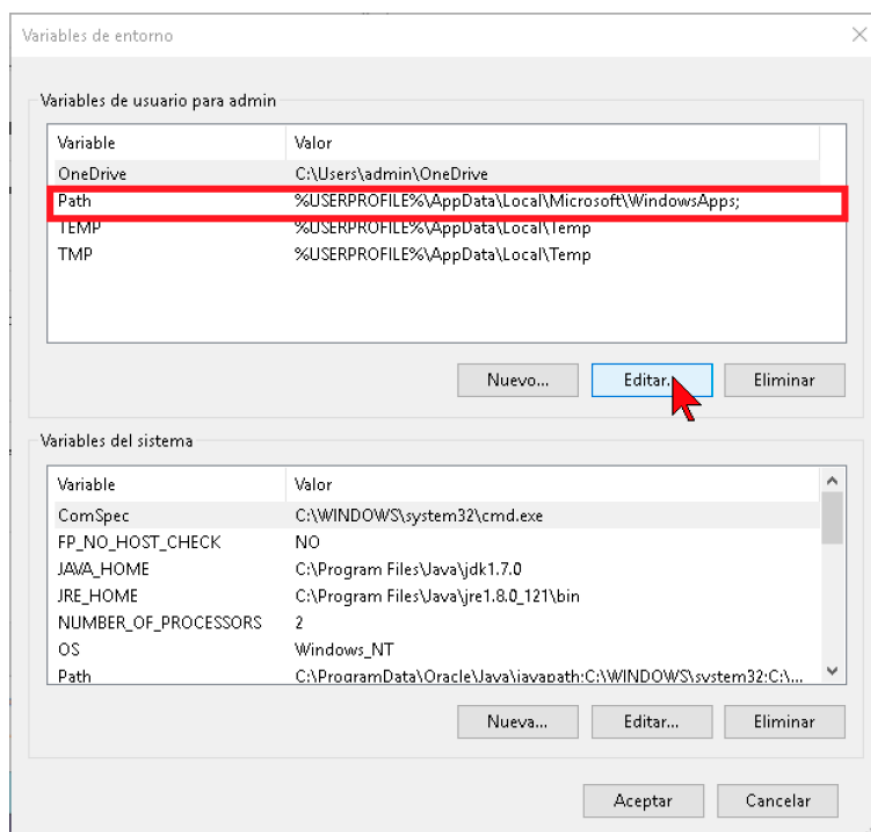 Variables de entorno
Variables de usuario para admin
Variable Valor
OneDrive C:\Users\admin\OneDrive
Path %USERPROFILE%\AppData\Local\Microsoft\WindowsApps;
TEMP %USERPROFILE%\AppData\Local\Temp
TMP %USERPROFILE%\AppData\Local\Temp
Nuevo... Editar... Eliminar
Variables del sistema
Variable Valor
ComSpec C:\WINDOWS\system32\cmd.exe
FP_NO_HOST_CHECK NO
JAVA_HOME C:\Program Files\Java\jdk1.7.0
JRE_HOME C:\Program Files\Java\jre1.8.0_121\bin
NUMBER_OF_PROCESSORS 2
OS Windows_NT
Path C:\ProgramData\Oracle\Java\javapath;C:\WINDOWS\system32;C:\...
Nueva... Editar... Eliminar
Aceptar Cancelar